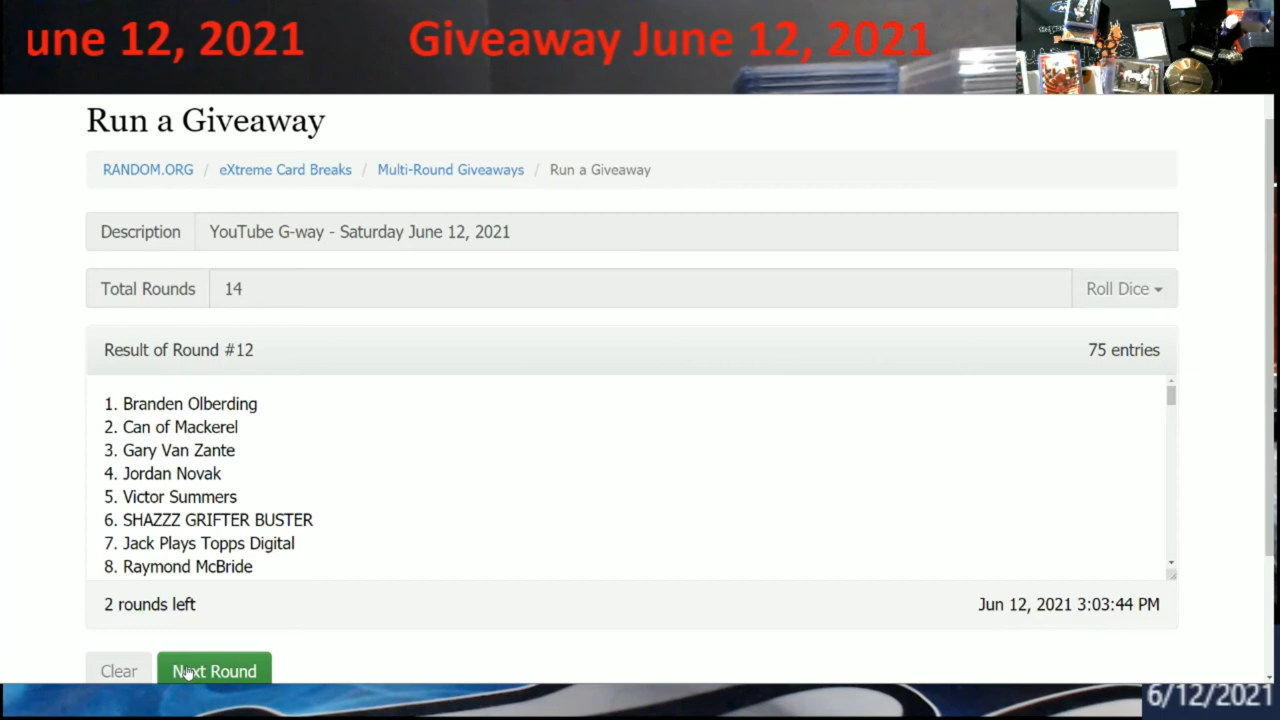 une 12, 2021 Giveaway June 12, 2021
Run a Giveaway
RANDOM.ORG / eXtreme Card Breaks / Multi-Round Giveaways / Run a Giveaway
Description YouTube G-way - Saturday June 12, 2021
Total Rounds 14 Roll Dice
Result of Round #12 75 entries
1. Branden Olberding
2. Can of Mackerel
3. Gary Van Zante
4. Jordan Novak
5. Victor Summers
6. SHAZZZ GRIFTER BUSTER
7. Jack Plays Topps Digital
8. Raymond McBride
2 rounds left Jun 12, 2021 3:03:44 PM
Clear Next Round
6/12/2021